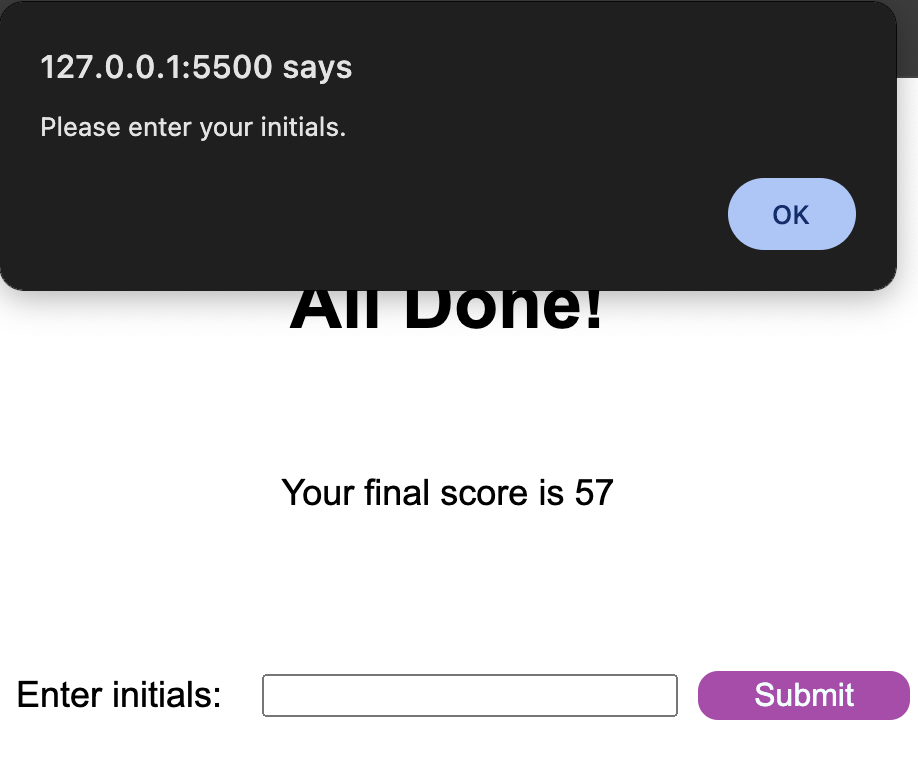 127.0.0.1:5500 says
Please enter your initials.
OK
All Done!
Your final score is 57
Enter initials:
Submit